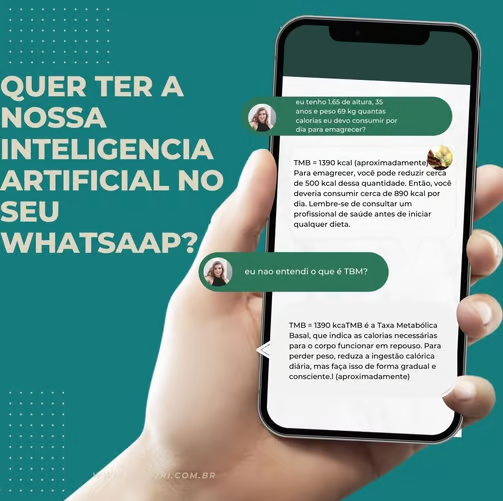 QUER TER A
NOSSA
INTELIGENCIA
ARTIFICIAL NO
SEU
WHATSAAP?
eu tenho 1.65 de altura, 35
anos e peso 69 kg quantas
calorias eu devo consumir por
dia para emagrecer?
TMB = 1390 kcal (aproximadamente)
Para emagrecer, você pode reduzir cerca
de 500 kcal dessa quantidade. Então, você
deveria consumir cerca de 890 kcal por
dia. Lembre-se de consultar um
profissional de saúde antes de iniciar
qualquer dieta.
eu nao entendi o que é TBM?
TMB = 1390 kcaTMB é a Taxa Metabólica
Basal, que indica as calorias necessárias
para o corpo funcionar em repouso. Para
perder peso, reduza a ingestão calórica
diária, mas faça isso de forma gradual e
consciente.l (aproximadamente)